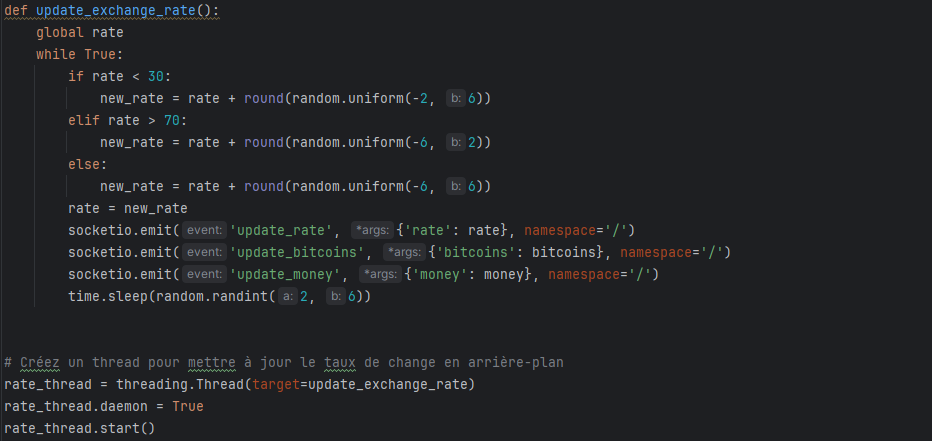 def update_exchange_rate():
    global rate
    while True:
        if rate < 30:
            new_rate = rate + round(random.uniform(-2, b: 6))
        elif rate > 70:
            new_rate = rate + round(random.uniform(-6, b: 2))
        else:
            new_rate = rate + round(random.uniform(-6, b: 6))
        rate = new_rate
        socketio.emit( event: 'update_rate', *args: {'rate': rate}, namespace='/')
        socketio.emit( event: 'update_bitcoins', *args: {'bitcoins': bitcoins}, namespace='/')
        socketio.emit( event: 'update_money', *args: {'money': money}, namespace='/')
        time.sleep(random.randint( a: 2, b: 6))
# Créez un thread pour mettre à jour le taux de change en arrière-plan
rate_thread = threading.Thread(target=update_exchange_rate)
rate_thread.daemon = True
rate_thread.start()